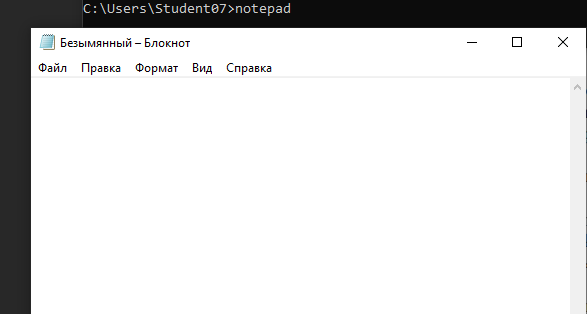 C:\Users\Student07>notepad
Безымянный – Блокнот
Файл Правка Формат Вид Справка